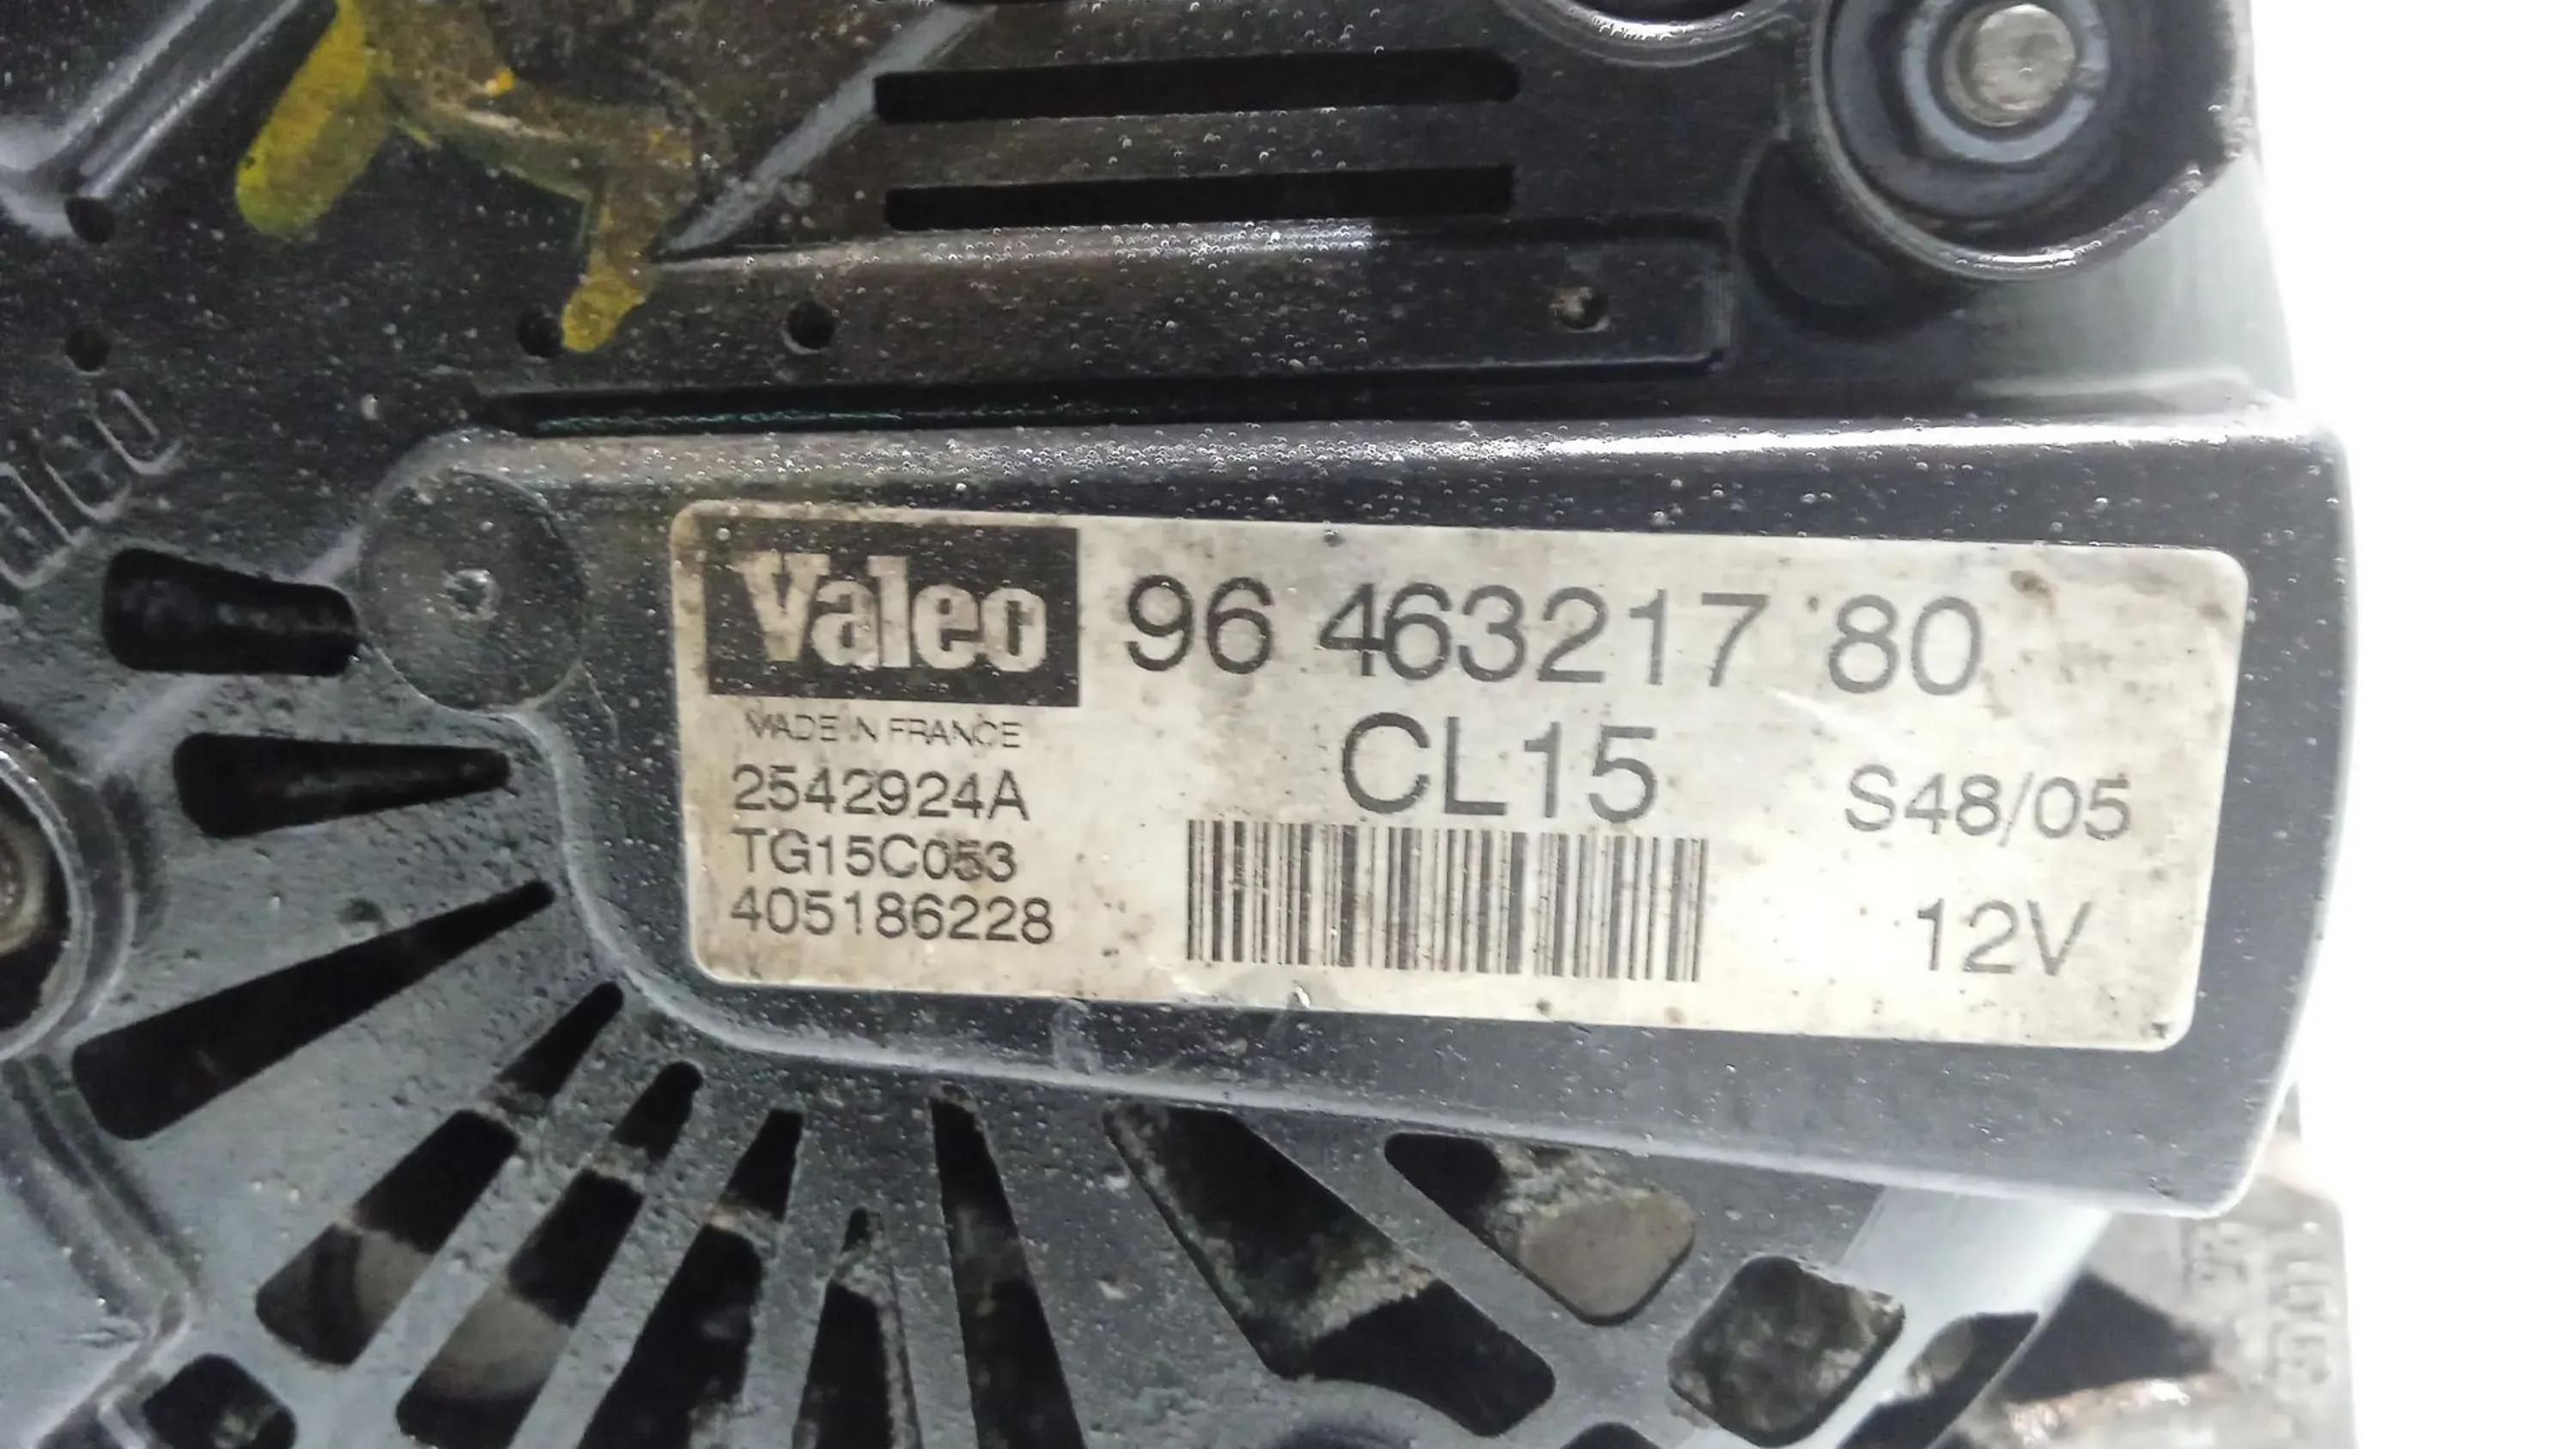 Valeo 96 463217 80
MADE IN FRANCE
CL15
2542924A
S48/05
TG15C053
405186228
12V